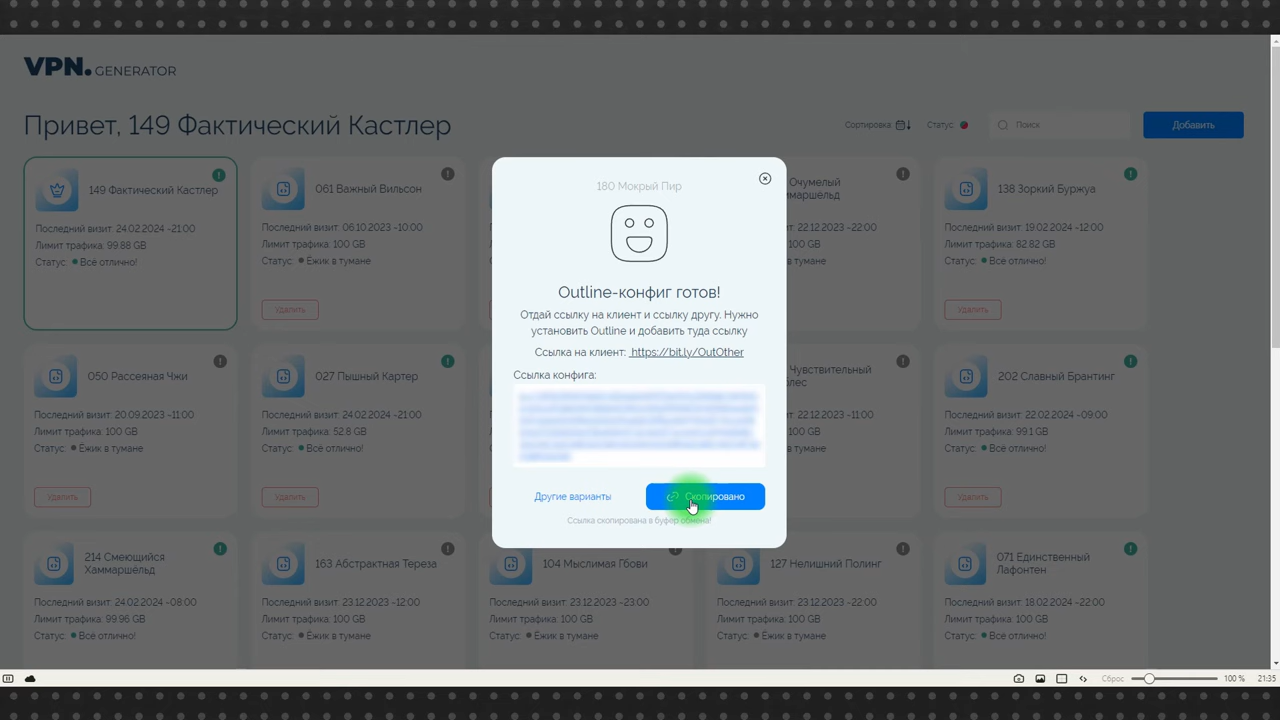 VPN. GENERATOR
Привет, 149 Фактический Кастлер
Сортировка:
Статус:
Поиск
Добавить
149 Фактический Кастлер
Последний визит: 24.02.2024 -21:00
Лимит трафика: 99.88 GB
Статус: Всё отлично!
061 Важный Вильсон
Последний визит: 06.10.2023 -10:00
Лимит трафика: 100 GB
Статус: Ёжик в тумане
Удалить
Очумелый
22.12.2023 -22:00
100 GB
Ёжик в тумане
138 Зоркий Буржуа
Последний визит: 19.02.2024 -12:00
Лимит трафика: 82.82 GB
Статус: Всё отлично!
Удалить
180 Мокрый Пир
Outline-конфиг готов!
Отдай ссылку на клиент и ссылку другу. Нужно
установить Outline и добавить туда ссылку
Ссылка на клиент: https://bit.ly/OutOther
Ссылка конфига:
Другие варианты
Скопировано
Ссылка скопирована в буфер обмена!
050 Рассеяная Чжи
Последний визит: 20.09.2023 -11:00
Лимит трафика: 100 GB
Статус: Ёжик в тумане
Удалить
027 Пышный Картер
Последний визит: 24.02.2024 -21:00
Лимит трафика: 52.8 GB
Статус: Всё отлично!
Удалить
Чувствительный
22.12.2023 -11:00
100 GB
Ёжик в тумане
202 Славный Брантинг
Последний визит: 22.02.2024 -09:00
Лимит трафика: 99.1 GB
Статус: Всё отлично!
Удалить
214 Смеющийся
Хаммаршёльд
Последний визит: 24.02.2024 -08:00
Лимит трафика: 99.96 GB
Статус: Всё отлично!
163 Абстрактная Тереза
Последний визит: 23.12.2023 -12:00
Лимит трафика: 100 GB
Статус: Ёжик в тумане
104 Мыслимая Гбови
Последний визит: 23.12.2023 -23:00
Лимит трафика: 100 GB
Статус: Ёжик в тумане
127 Нелишний Полинг
Последний визит: 23.12.2023 -22:00
Лимит трафика: 100 GB
Статус: Ёжик в тумане
071 Единственный
Лафонтен
Последний визит: 18.02.2024 -22:00
Лимит трафика: 100 GB
Статус: Всё отлично!
Сброс
100 %
21:35